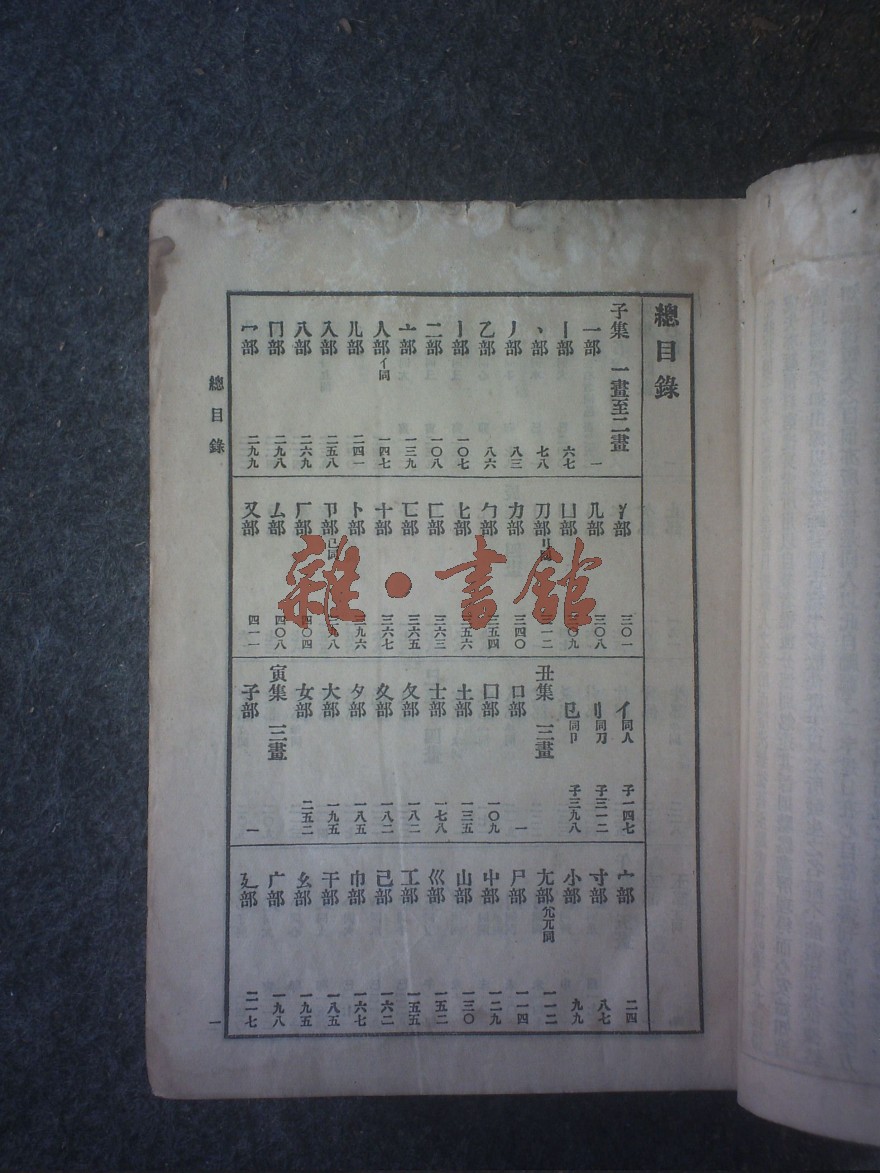 總目錄
子集 一畫至二畫
一部 一
丨部 六七
丶部 七八
丿部 八三
乙部 八六
亅部 一〇七
二部 一〇八
亠部 一三九
人部 亻同 一四七
儿部 二四一
入部 二五八
八部 二六九
冂部 二九八
冖部 二九九
冫部 三〇一
几部 三〇八
凵部
刀部 刂同
力部 三四〇
勹部 三五四
匕部
匚部 三六三
匸部 三六五
十部 三六七
卜部
卩部 㔾同
厂部 四〇四
厶部 四〇八
又部 四一一
亻同人 子一四七
刂同刀 子三一二
㔾同卩 子三九八
丑集 三畫
口部 一
囗部 一〇九
土部 一三五
士部 一七八
夂部 一八二
夊部 一八二
夕部 一八五
大部 一九五
女部 二五二
寅集 三畫
子部 一
宀部 二四
寸部 八七
小部 九九
尢部 尣兀同 一一二
尸部 一一四
屮部 一二九
山部 一三〇
巛部 一五二
工部 一五五
己部 一六二
巾部 一六七
干部 一八五
幺部 一九五
广部 一九八
廴部 二一七
總目錄
一
雜·書館